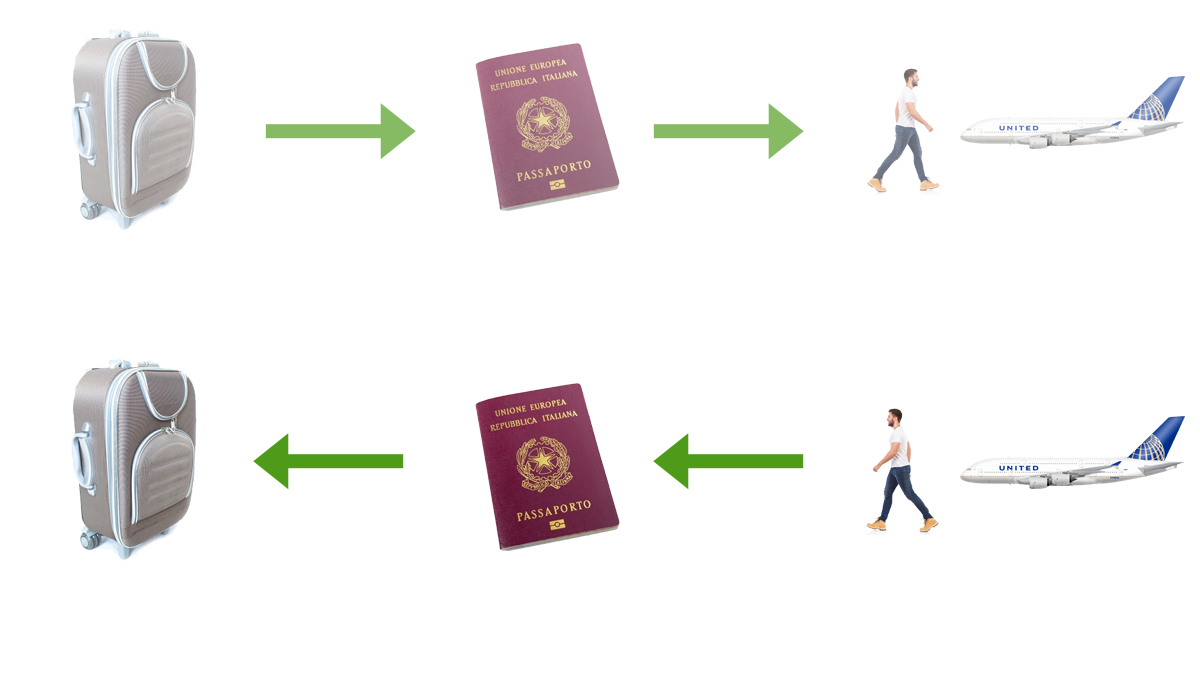 UNIONE EUROPEA
REPUBBLICA ITALIANA
PASSAPORTO
UNITED
UNIONE EUROPEA
REPUBBLICA ITALIANA
PASSAPORTO
UNITED